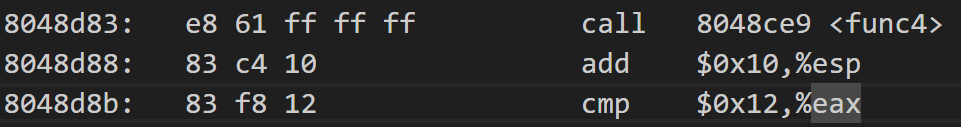 8048d83: e8 61 ff ff ff call 8048ce9 <func4>
8048d88: 83 c4 10 add $0x10,%esp
8048d8b: 83 f8 12 cmp $0x12,%eax